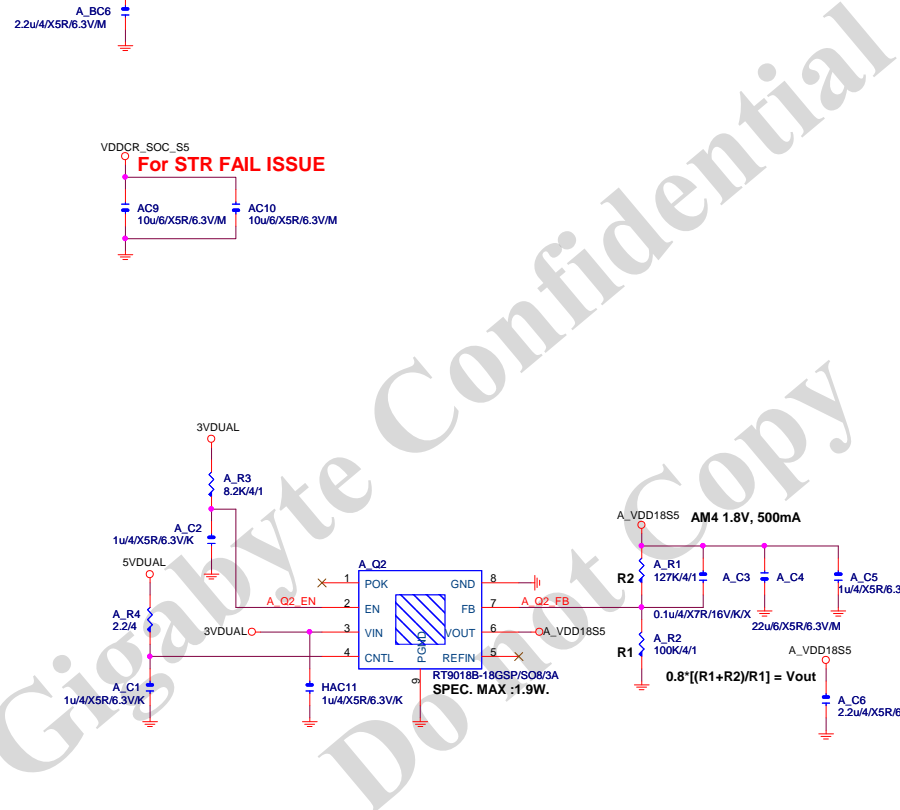 A_BC6
2.2u/4/X5R/6.3V/M
VDDCR_SOC_S5
For STR FAIL ISSUE
AC9
10u/6/X5R/6.3V/M
AC10
10u/6/X5R/6.3V/M
3VDUAL
A_R3
8.2K/4/1
A_C2
1u/4/X5R/6.3V/K
5VDUAL
A_R4
2.2/4
A_Q2_EN
3VDUAL
A_C1
1u/4/X5R/6.3V/K
HAC11
1u/4/X5R/6.3V/K
A_Q2
1 POK GND 8
2 EN FB 7
3 VIN VOUT 6
4 CNTL REFIN 5
PGND
9
RT9018B-18GSP/SO8/3A
SPEC. MAX :1.9W.
A_Q2_FB
A_VDD18S5
A_VDD18S5
AM4 1.8V, 500mA
R2
A_R1
127K/4/1
A_C3
0.1u/4/X7R/16V/K/X
A_C4
22u/6/X5R/6.3V/M
A_C5
1u/4/X5R/6.3
R1
A_R2
100K/4/1
0.8*[(R1+R2)/R1] = Vout
A_VDD18S5
A_C6
2.2u/4/X5R/6
Gigabyte Confidential
Do not Copy